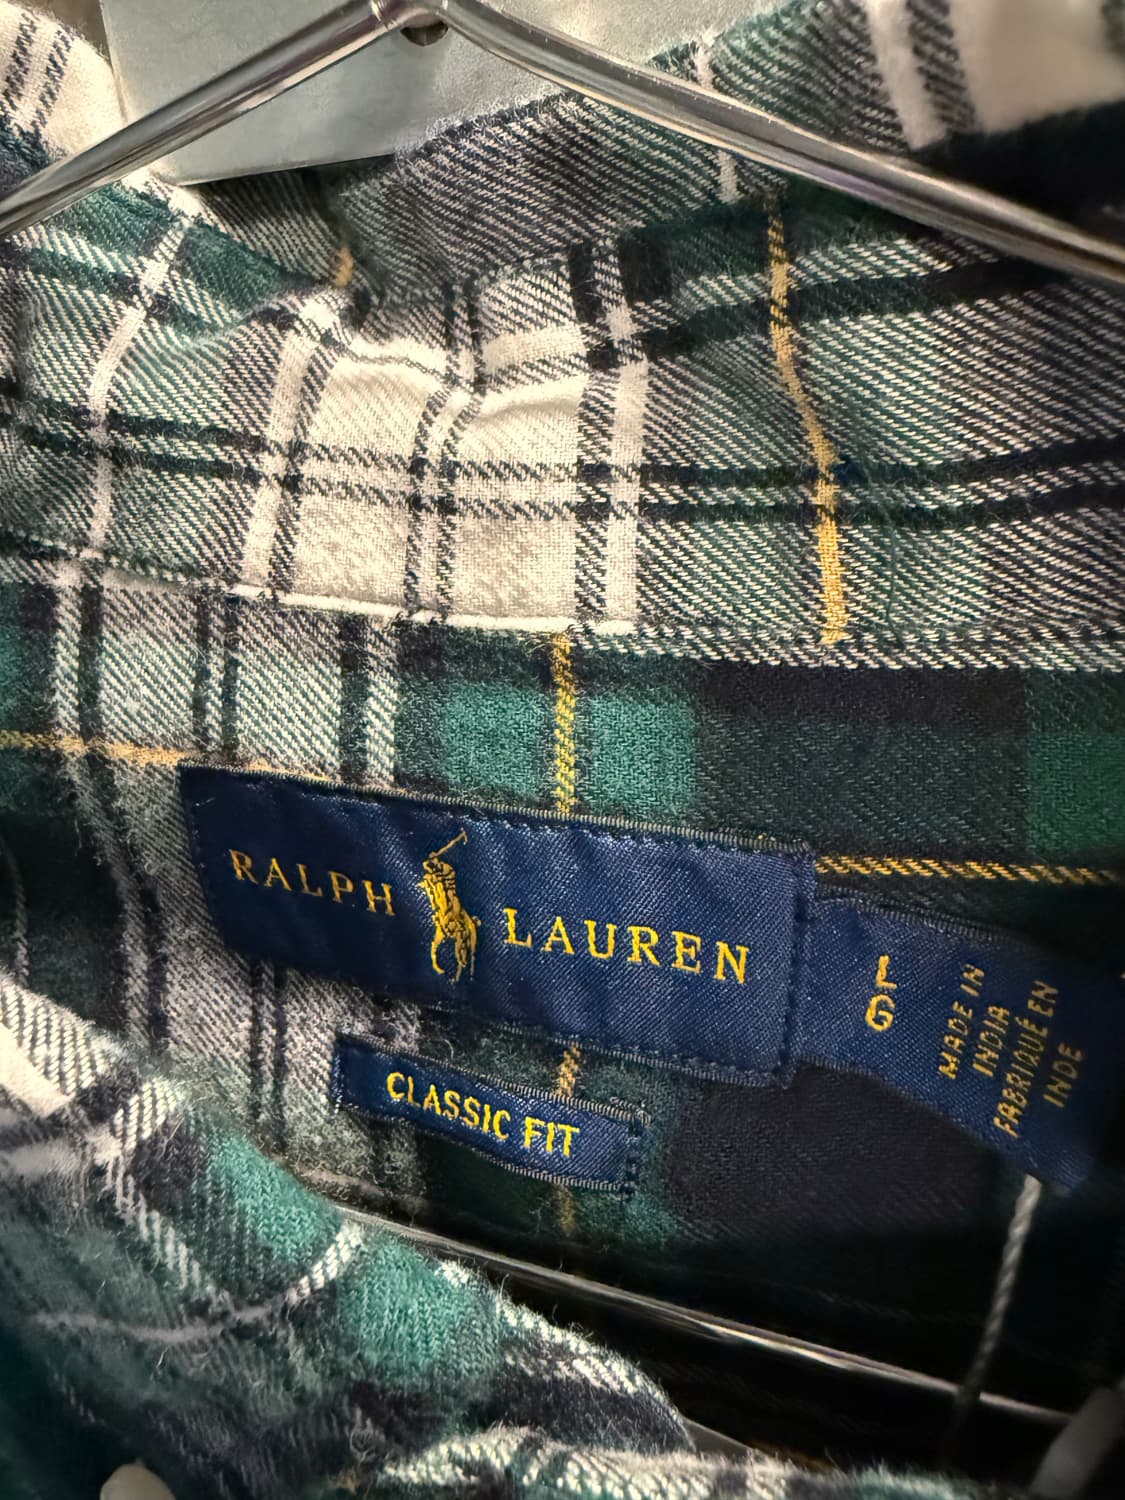 RALPH LAUREN
L
G
MADE IN
INDIA
FABRIQUÉ EN
INDE
CLASSIC FIT